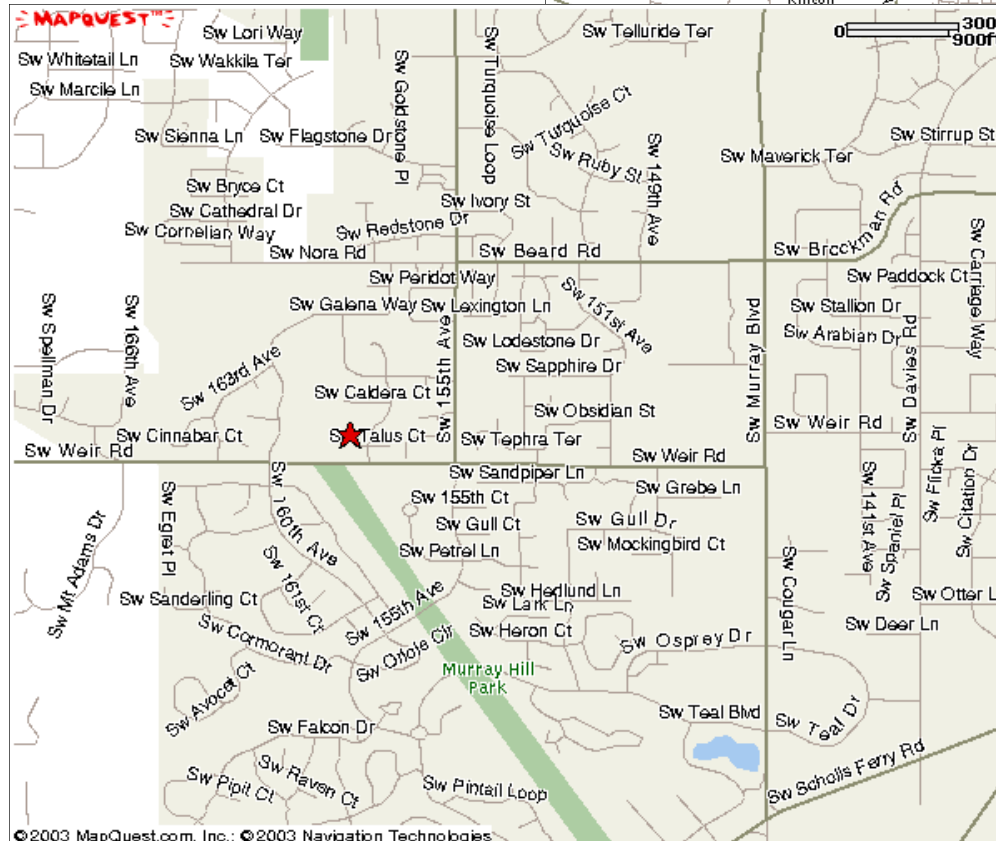 Kinton
MAPQUEST™
0
300
900ft
Sw Lori Way
Sw Telluride Ter
Sw Whitetail Ln
Sw Wakkila Ter
Sw Marcile Ln
Sw Goldstone Pl
Sw Turquoise Loop
Sw Turquoise Ct
Sw Sienna Ln
Sw Flagstone Dr
Sw Stirrup St
Sw Ruby St
Sw 149th Ave
Sw Maverick Ter
Sw Bryce Ct
Sw Cathedral Dr
Sw Ivory St
Sw Cornelian Way
Sw Redstone Dr
Sw Nora Rd
Sw Beard Rd
Sw Brockman Rd
Sw Carriage Way
Sw Peridot Way
Sw Paddock Ct
Sw Galena Way
Sw Lexington Ln
Sw 151st Ave
Sw Stallion Dr
Sw Spellman Dr
Sw 166th Ave
Sw Arabian Dr
Sw Lodestone Dr
Sw 163rd Ave
Sw 155th Ave
Sw Sapphire Dr
Sw Murray Blvd
Sw Davies Rd
Sw Caldera Ct
Sw Obsidian St
Sw Cinnabar Ct
Talus Ct
Sw Tephra Ter
Sw Weir Rd
Sw Weir Rd
Sw Weir Rd
Sw Sandpiper Ln
Sw Grebe Ln
Sw Flicka Pl
Sw Citation Dr
Sw Egret Pl
Sw 160th Ave
Sw 155th Ct
Sw Gull Ct
Sw Gull Dr
Sw 141st Ave
Sw Spaniel Pl
Sw Petrel Ln
Sw Mockingbird Ct
Sw Mt Adams Dr
Sw 161st Ct
Sw Hedlund Ln
Sw Lark Ln
Sw Cougar Ln
Sw Otter L
Sw Sanderling Ct
Sw 155th Ave
Sw Deer Ln
Sw Cormorant Dr
Sw Oriole Cir
Sw Heron Ct
Sw Osprey Dr
Murray Hill
Park
Sw Avocet Ct
Sw Teal Blvd
Sw Teal Dr
Sw Falcon Dr
Sw Scholls Ferry Rd
Sw Pipit Ct
Sw Raven Ct
Sw Pintail Loop
©2003 MapQuest.com, Inc.; ©2003 Navigation Technologies